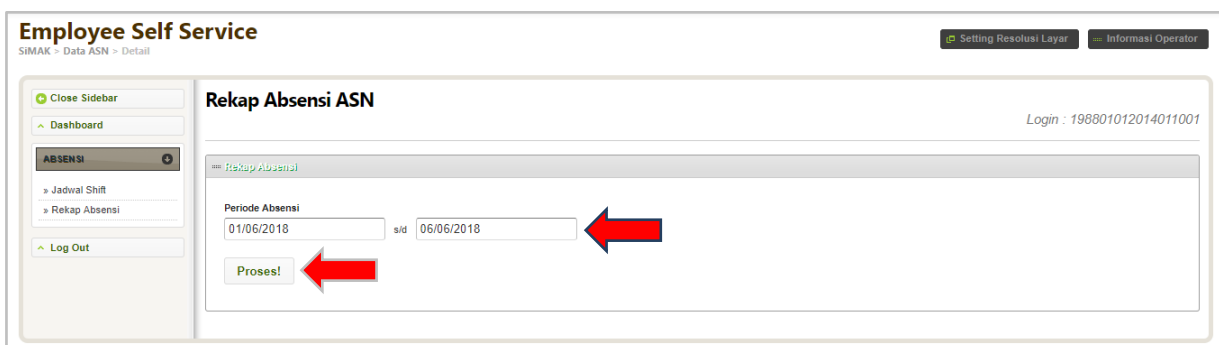 Employee Self Service
SiMAK > Data ASN > Detail
Setting Resolusi Layar
Informasi Operator
Close Sidebar
Dashboard
ABSENSI
» Jadwal Shift
» Rekap Absensi
Log Out
Rekap Absensi ASN
Login : 198801012014011001
Rekap Absensi
Periode Absensi
01/06/2018 s/d 06/06/2018
Proses!